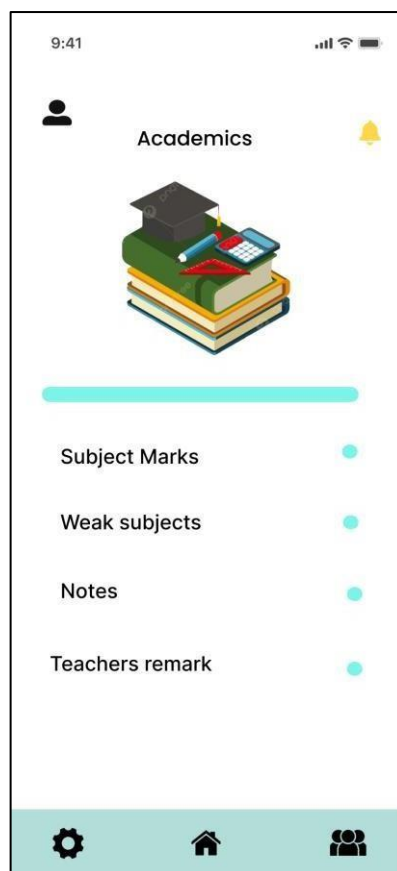 9:41
Academics
Subject Marks
Weak subjects
Notes
Teachers remark